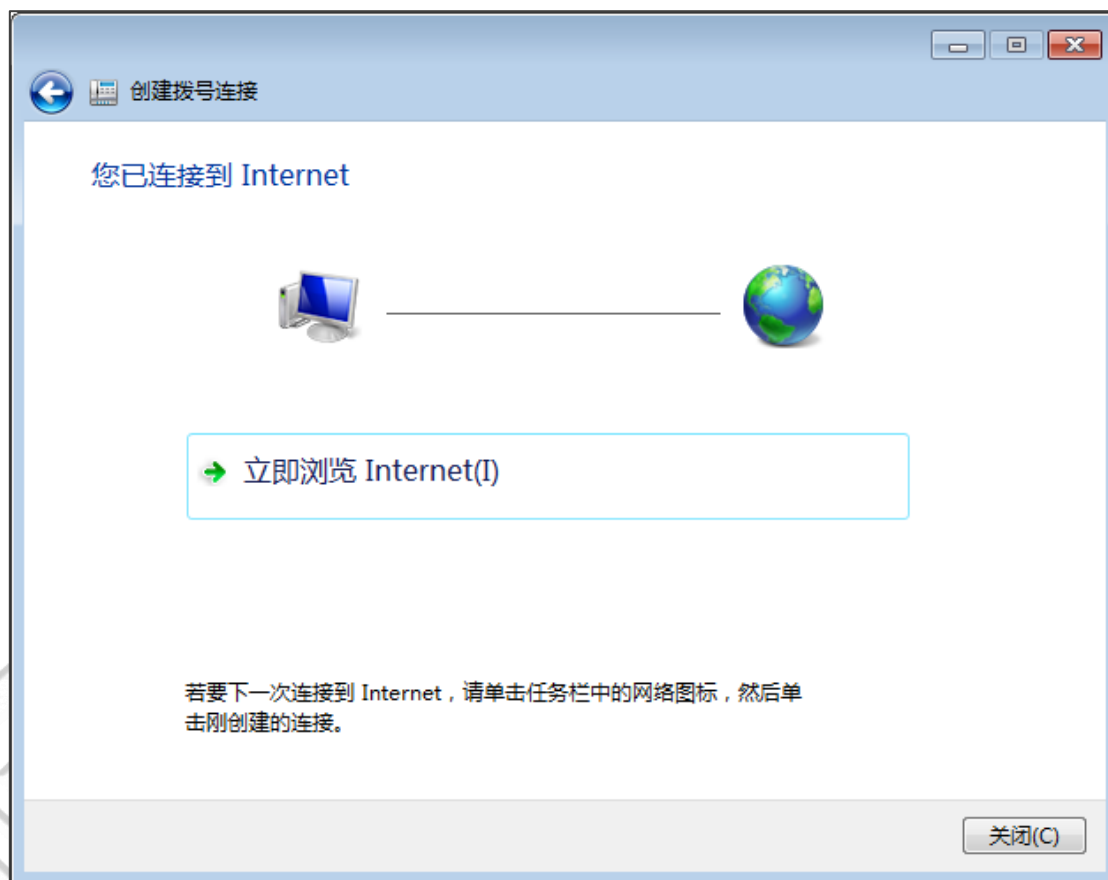 创建拨号连接
您已连接到 Internet
立即浏览 Internet(I)
若要下一次连接到 Internet，请单击任务栏中的网络图标，然后单
击刚创建的连接。
关闭(C)